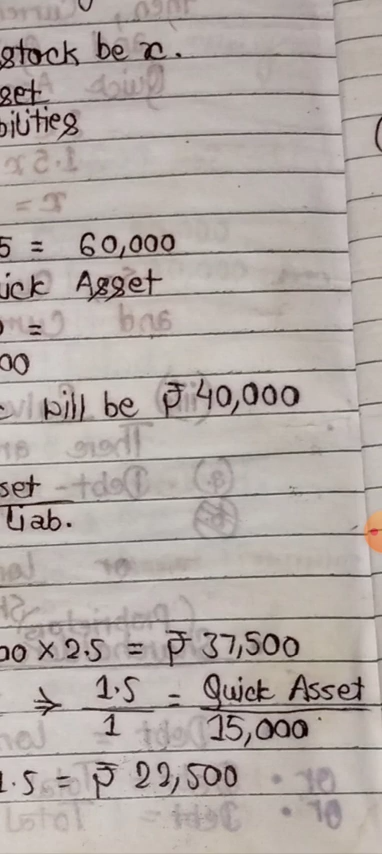 stock be x.
set
bilities
5 = 60,000
ick Asset
=
00
will be ₹ 40,000
set
Liab.
00 × 2.5 = ₹ 37,500
⇒ 1.5/1 = Quick Asset/15,000
1.5 = ₹ 22,500